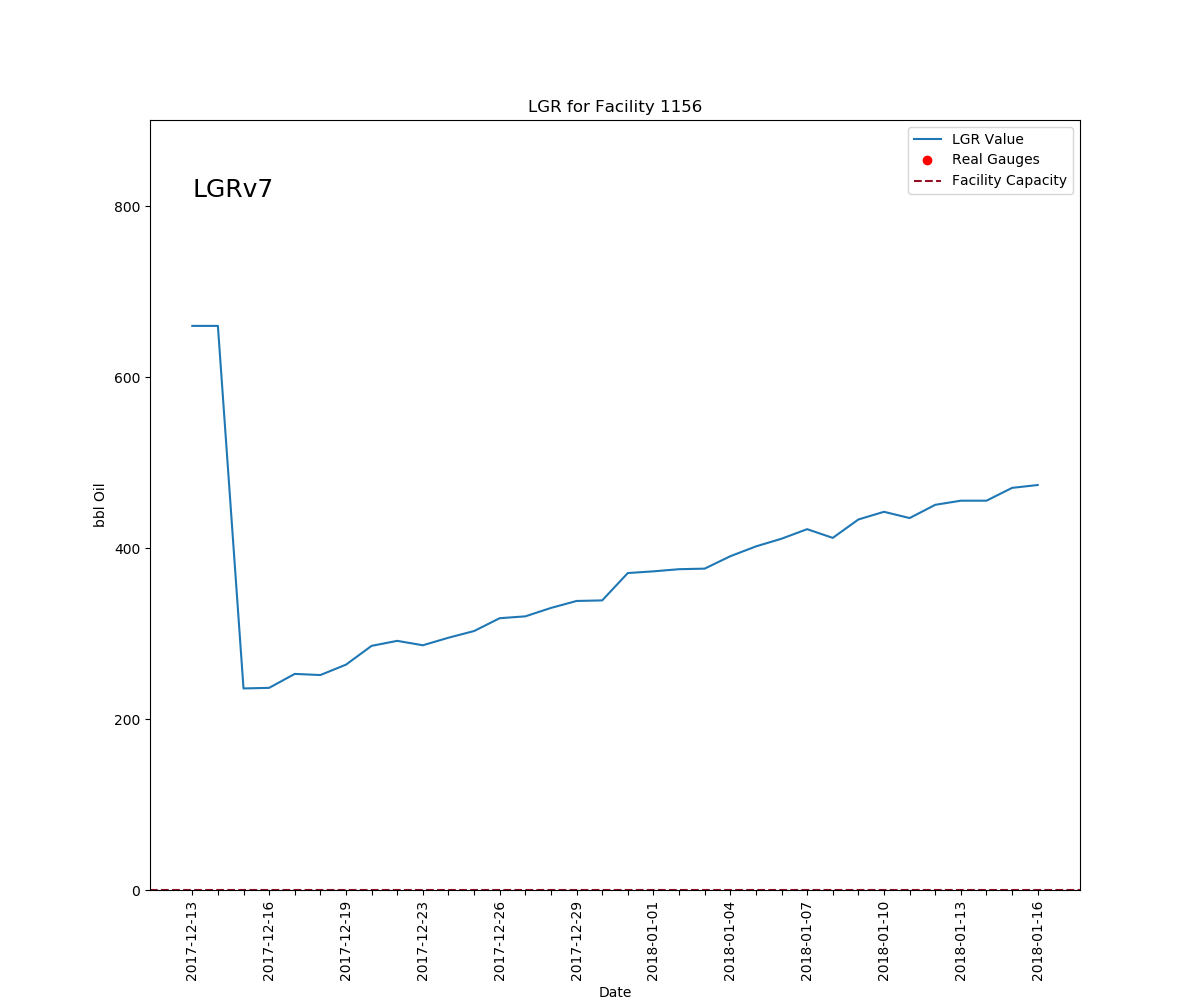 LGR for Facility 1156
LGRv7
LGR Value
Real Gauges
Facility Capacity
800
600
400
200
0
bbl Oil
2017-12-13
2017-12-16
2017-12-19
2017-12-23
2017-12-26
2017-12-29
2018-01-01
2018-01-04
2018-01-07
2018-01-10
2018-01-13
2018-01-16
Date